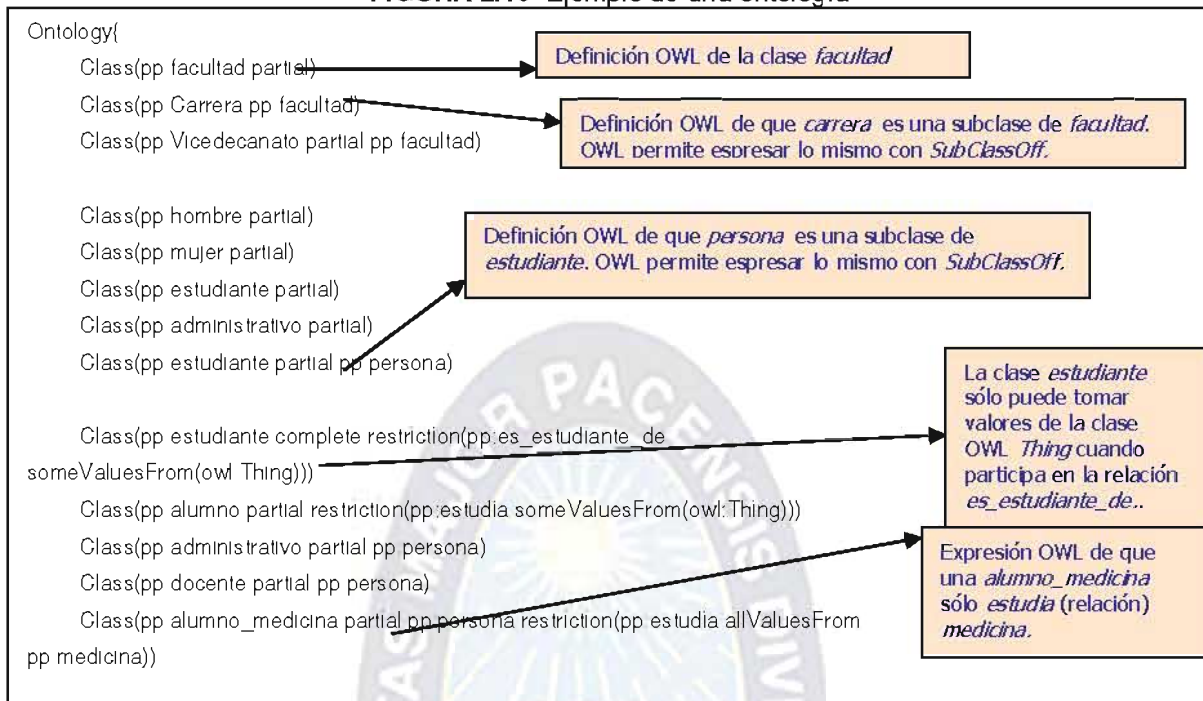 Ejemplo de una ontología
Ontology{
Class(pp facultad partial)
Class(pp Carrera pp facultad)
Class(pp Vicedecanato partial pp facultad)
Class(pp hombre partial)
Class(pp mujer partial)
Class(pp estudiante partial)
Class(pp administrativo partial)
Class(pp estudiante partial pp persona)
Class(pp estudiante complete restriction(pp:es_estudiante_de
someValuesFrom(owl Thing)))
Class(pp alumno partial restriction(pp:estudia someValuesFrom(owl:Thing)))
Class(pp administrativo partial pp persona)
Class(pp docente partial pp persona)
Class(pp alumno_medicina partial pp:persona restriction(pp estudia allValuesFrom
pp medicina))
Definición OWL de la clase facultad
Definición OWL de que carrera es una subclase de facultad.
OWL permite espresar lo mismo con SubClassOff.
Definición OWL de que persona es una subclase de
estudiante. OWL permite espresar lo mismo con SubClassOff.
La clase estudiante
sólo puede tomar
valores de la clase
OWL Thing cuando
participa en la relación
es_estudiante_de..
Expresión OWL de que
una alumno_medicina
sólo estudia (relación)
medicina.
MAJOR PACENSIS DIV